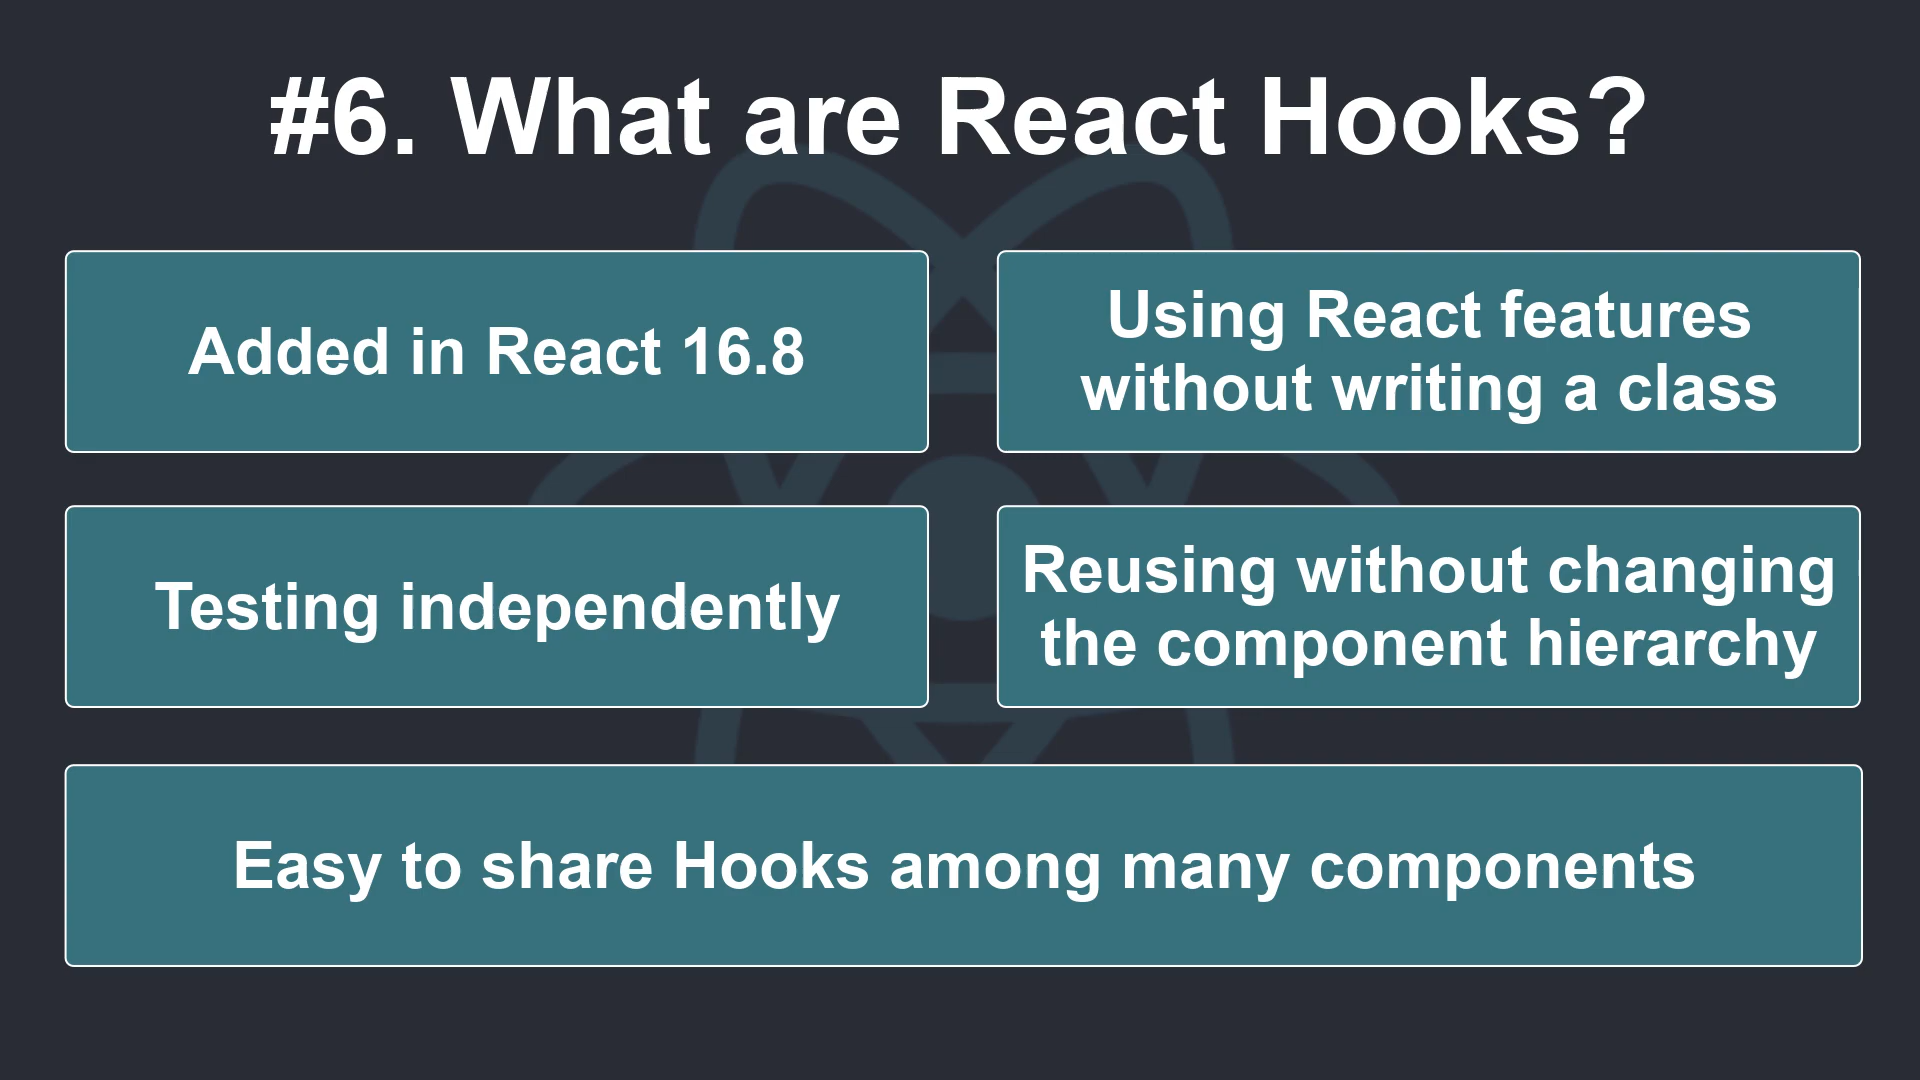 #6. What are React Hooks?
Added in React 16.8
Using React features
without writing a class
Testing independently
Reusing without changing
the component hierarchy
Easy to share Hooks among many components